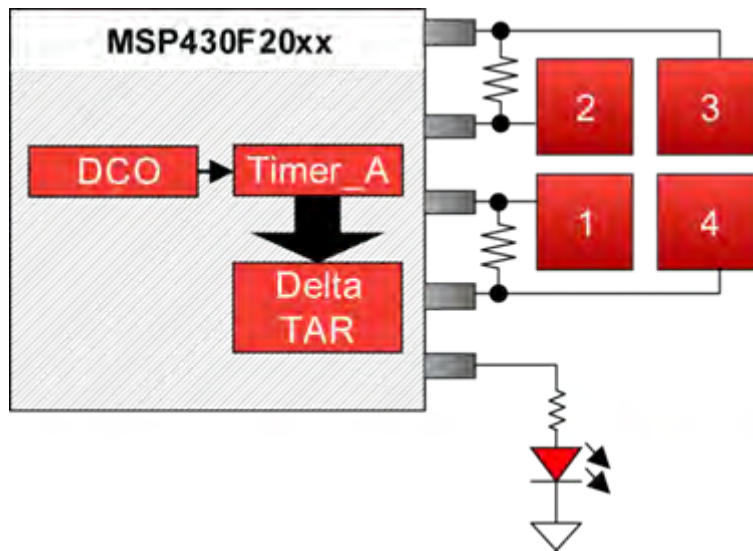 MSP430F20xx
2
3
DCO
Timer_A
1
4
Delta
TAR